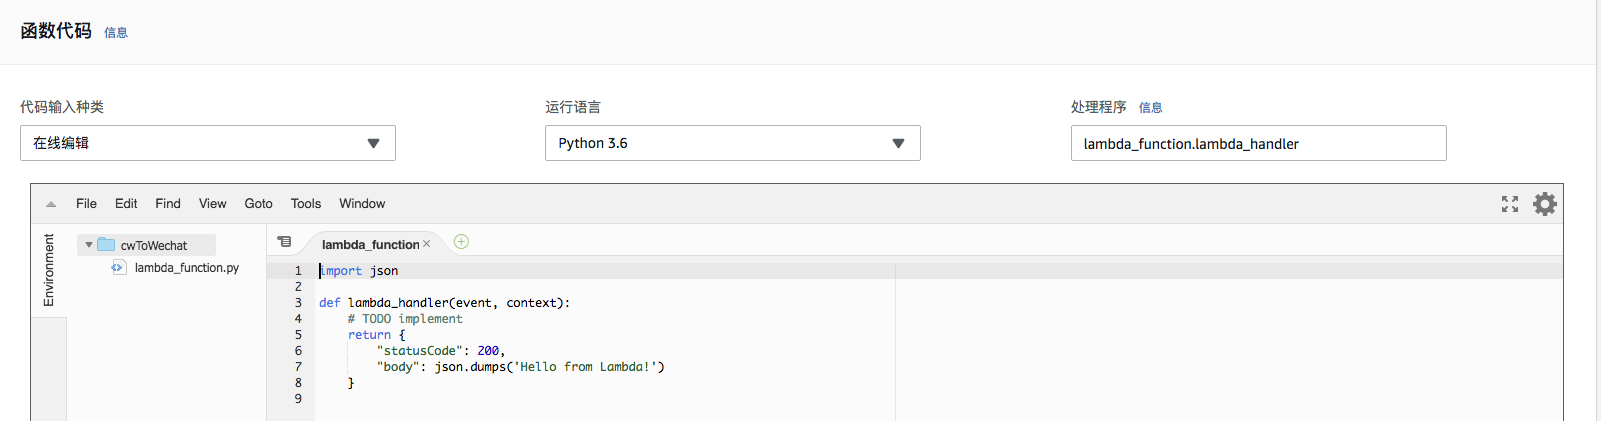 函数代码 信息
代码输入种类 运行语言 处理程序 信息
在线编辑 Python 3.6 lambda_function.lambda_handler
File Edit Find View Goto Tools Window
Environment
cwToWechat
lambda_function.py
lambda_function
1 import json
2
3 def lambda_handler(event, context):
4     # TODO implement
5     return {
6         "statusCode": 200,
7         "body": json.dumps('Hello from Lambda!')
8     }
9